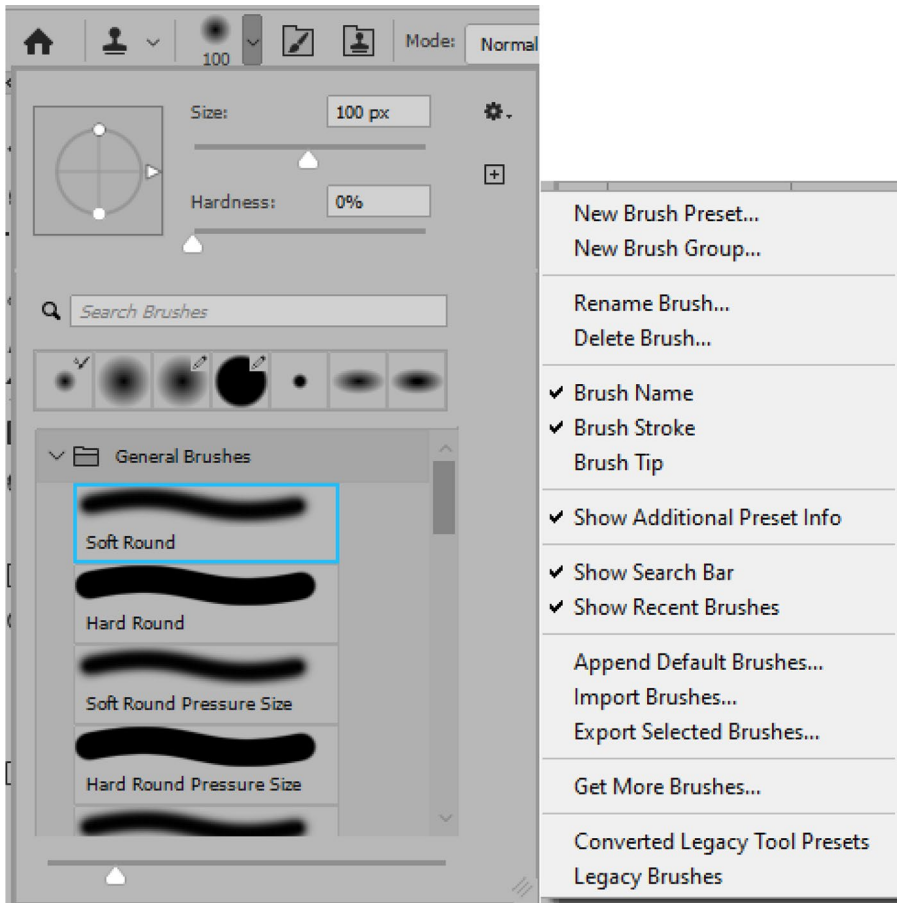 100
Mode:
Normal
Size:
100 px
Hardness:
0%
Search Brushes
General Brushes
Soft Round
Hard Round
Soft Round Pressure Size
Hard Round Pressure Size
New Brush Preset...
New Brush Group...
Rename Brush...
Delete Brush...
Brush Name
Brush Stroke
Brush Tip
Show Additional Preset Info
Show Search Bar
Show Recent Brushes
Append Default Brushes...
Import Brushes...
Export Selected Brushes...
Get More Brushes...
Converted Legacy Tool Presets
Legacy Brushes